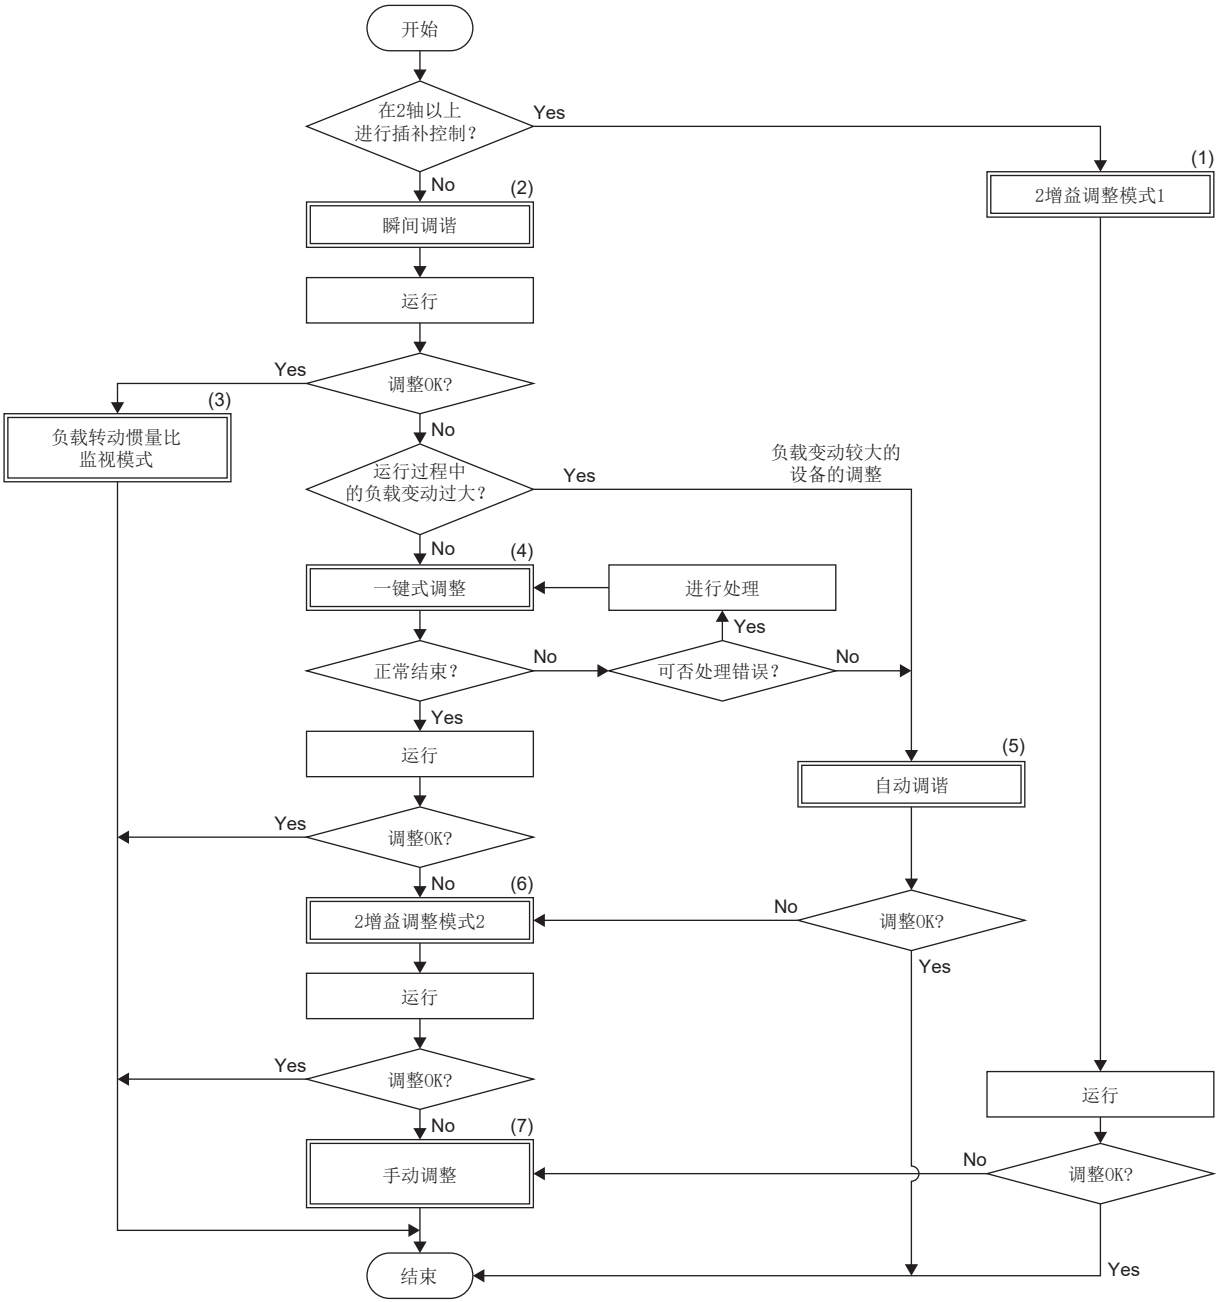 开始
在2轴以上
进行插补控制?
Yes
No
(1)
2增益调整模式1
(2)
瞬间调谐
运行
调整OK?
Yes
No
(3)
负载转动惯量比
监视模式
运行过程中
的负载变动过大?
Yes
No
负载变动较大的
设备的调整
(4)
一键式调整
进行处理
Yes
正常结束?
No
可否处理错误?
No
Yes
运行
(5)
自动调谐
调整OK?
Yes
No
(6)
2增益调整模式2
No
调整OK?
Yes
运行
调整OK?
Yes
No
运行
(7)
手动调整
No
调整OK?
Yes
结束